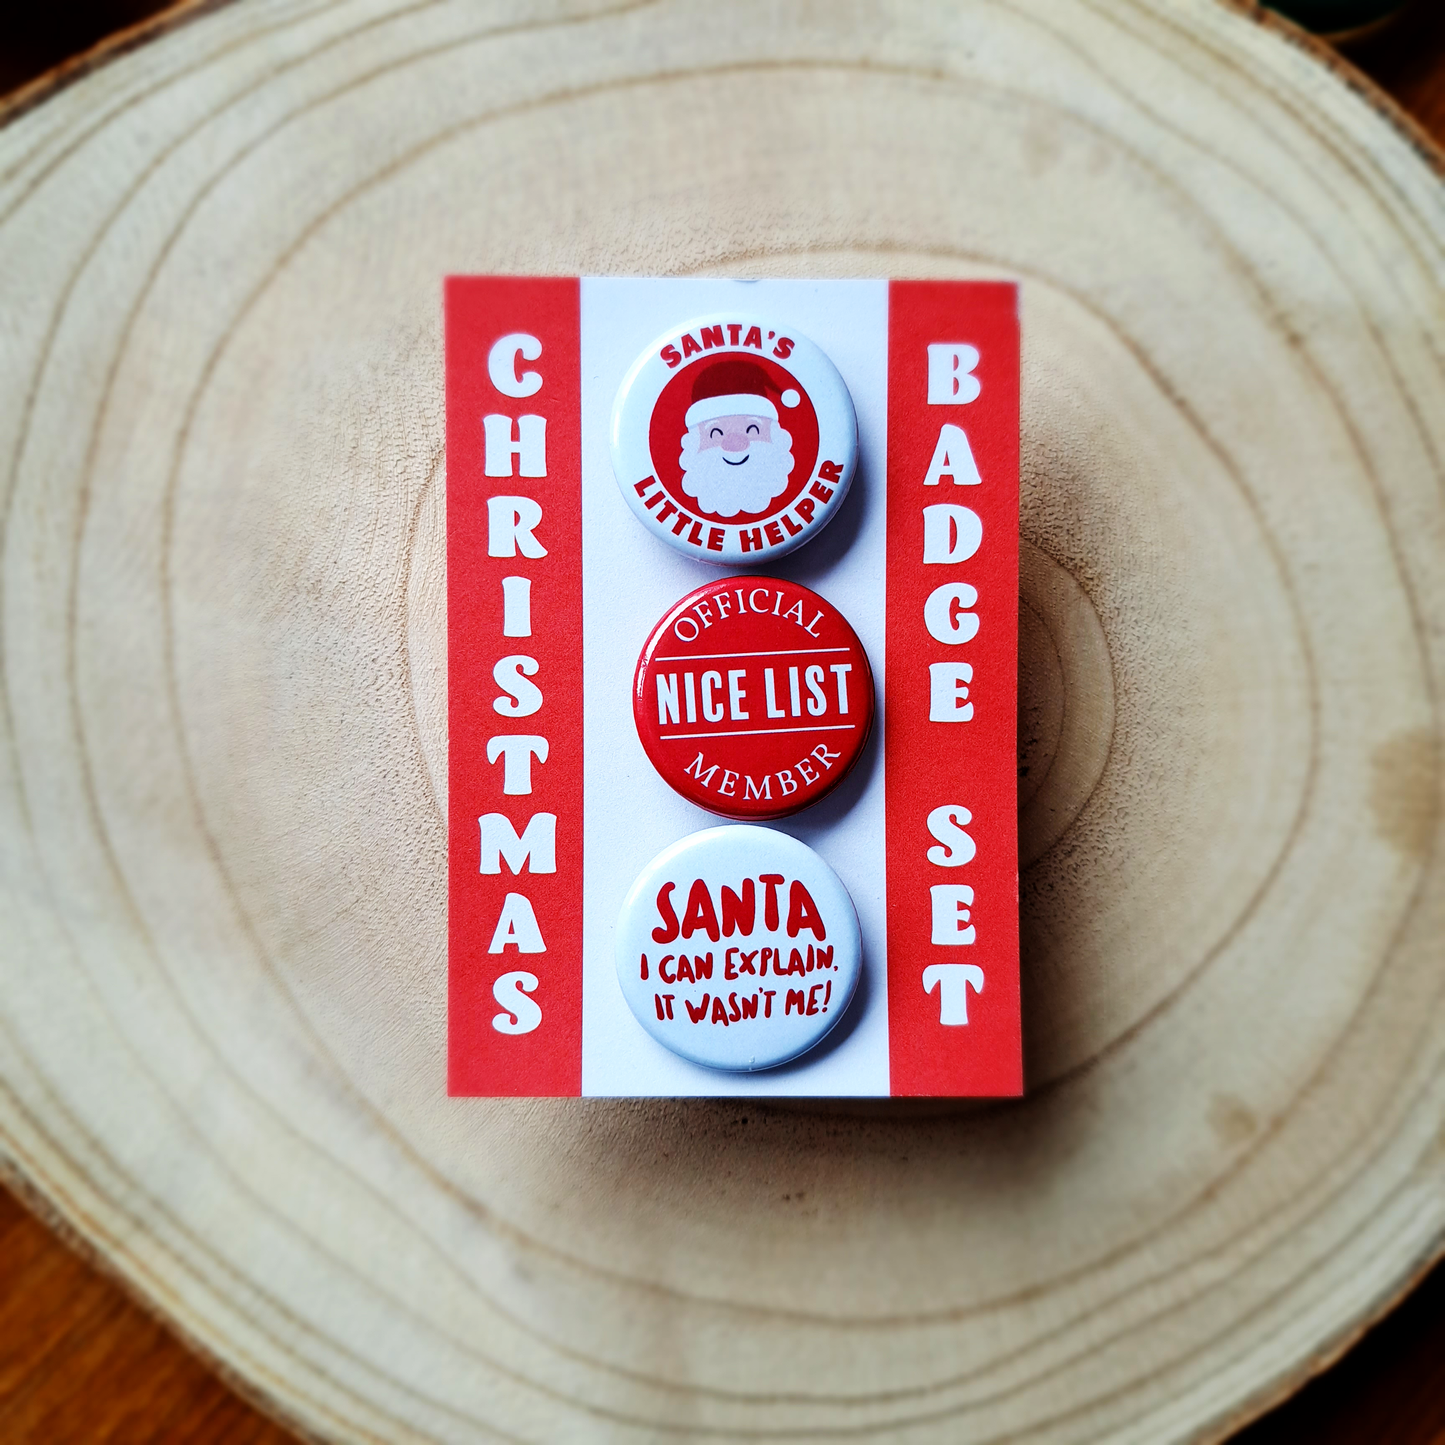 CHRISTMAS
SANTA'S
LITTLE HELPER
OFFICIAL
NICE LIST
MEMBER
SANTA
I CAN EXPLAIN,
IT WASN'T ME!
BADGE SET